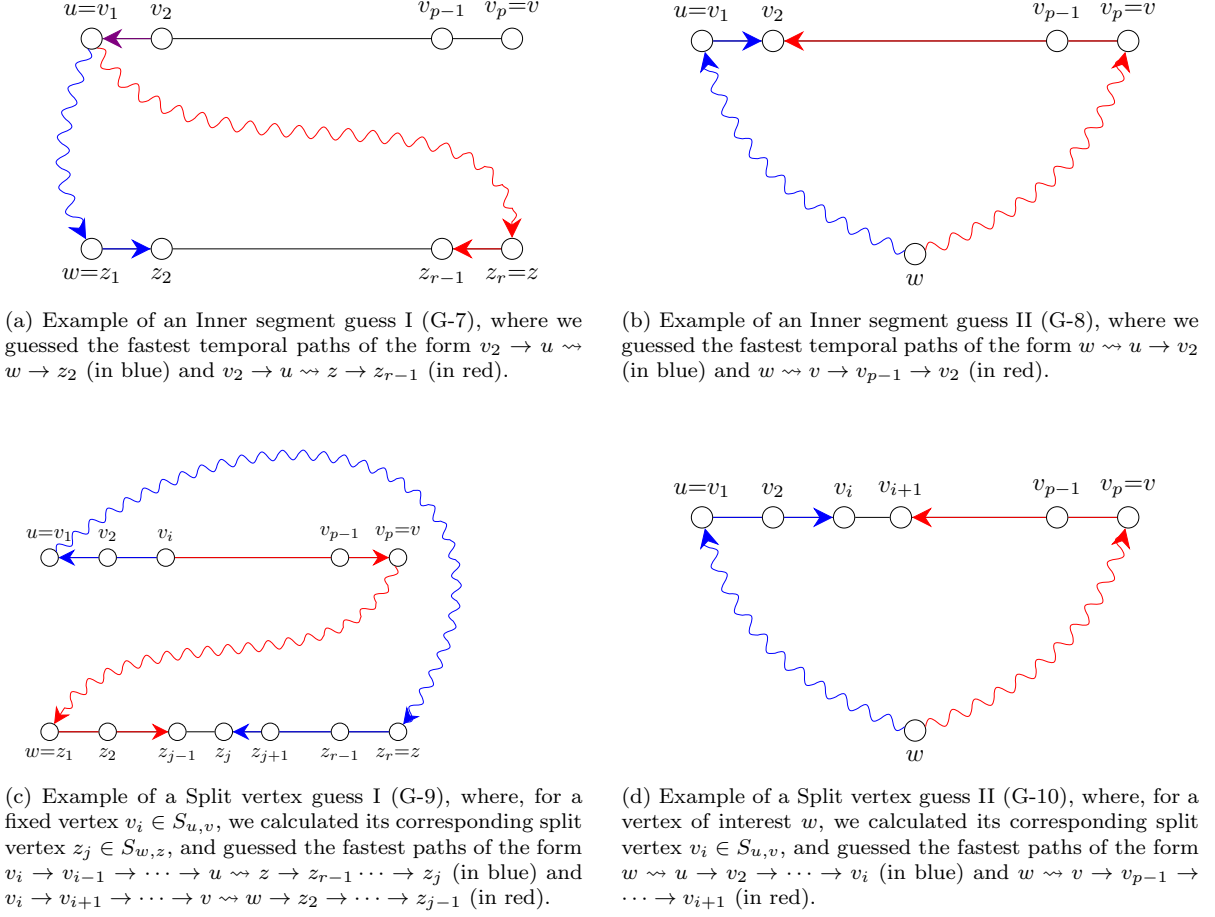 u=v₁ v₂ vₚ₋₁ vₚ=v
w=z₁ z₂ zᵣ₋₁ zᵣ=z
(a) Example of an Inner segment guess I (G-7), where we
guessed the fastest temporal paths of the form v₂ → u ⇝
w → z₂ (in blue) and v₂ → u ⇝ z → zᵣ₋₁ (in red).
u=v₁ v₂ vₚ₋₁ vₚ=v
w
(b) Example of an Inner segment guess II (G-8), where we
guessed the fastest temporal paths of the form w ⇝ u → v₂
(in blue) and w ⇝ v → vₚ₋₁ → v₂ (in red).
u=v₁ v₂ vᵢ vₚ₋₁ vₚ=v
w=z₁ z₂ zⱼ₋₁ zⱼ zⱼ₊₁ zᵣ₋₁ zᵣ=z
(c) Example of a Split vertex guess I (G-9), where, for a
fixed vertex vᵢ ∈ S_{u,v}, we calculated its corresponding split
vertex zⱼ ∈ S_{w,z}, and guessed the fastest paths of the form
vᵢ → vᵢ₋₁ → ⋯ → u ⇝ z → zᵣ₋₁ ⋯ → zⱼ (in blue) and
vᵢ → vᵢ₊₁ → ⋯ → v ⇝ w → z₂ → ⋯ → zⱼ₋₁ (in red).
u=v₁ v₂ vᵢ vᵢ₊₁ vₚ₋₁ vₚ=v
w
(d) Example of a Split vertex guess II (G-10), where, for a
vertex of interest w, we calculated its corresponding split
vertex vᵢ ∈ S_{u,v}, and guessed the fastest paths of the form
w ⇝ u → v₂ → ⋯ → vᵢ (in blue) and w ⇝ v → vₚ₋₁ →
⋯ → vᵢ₊₁ (in red).